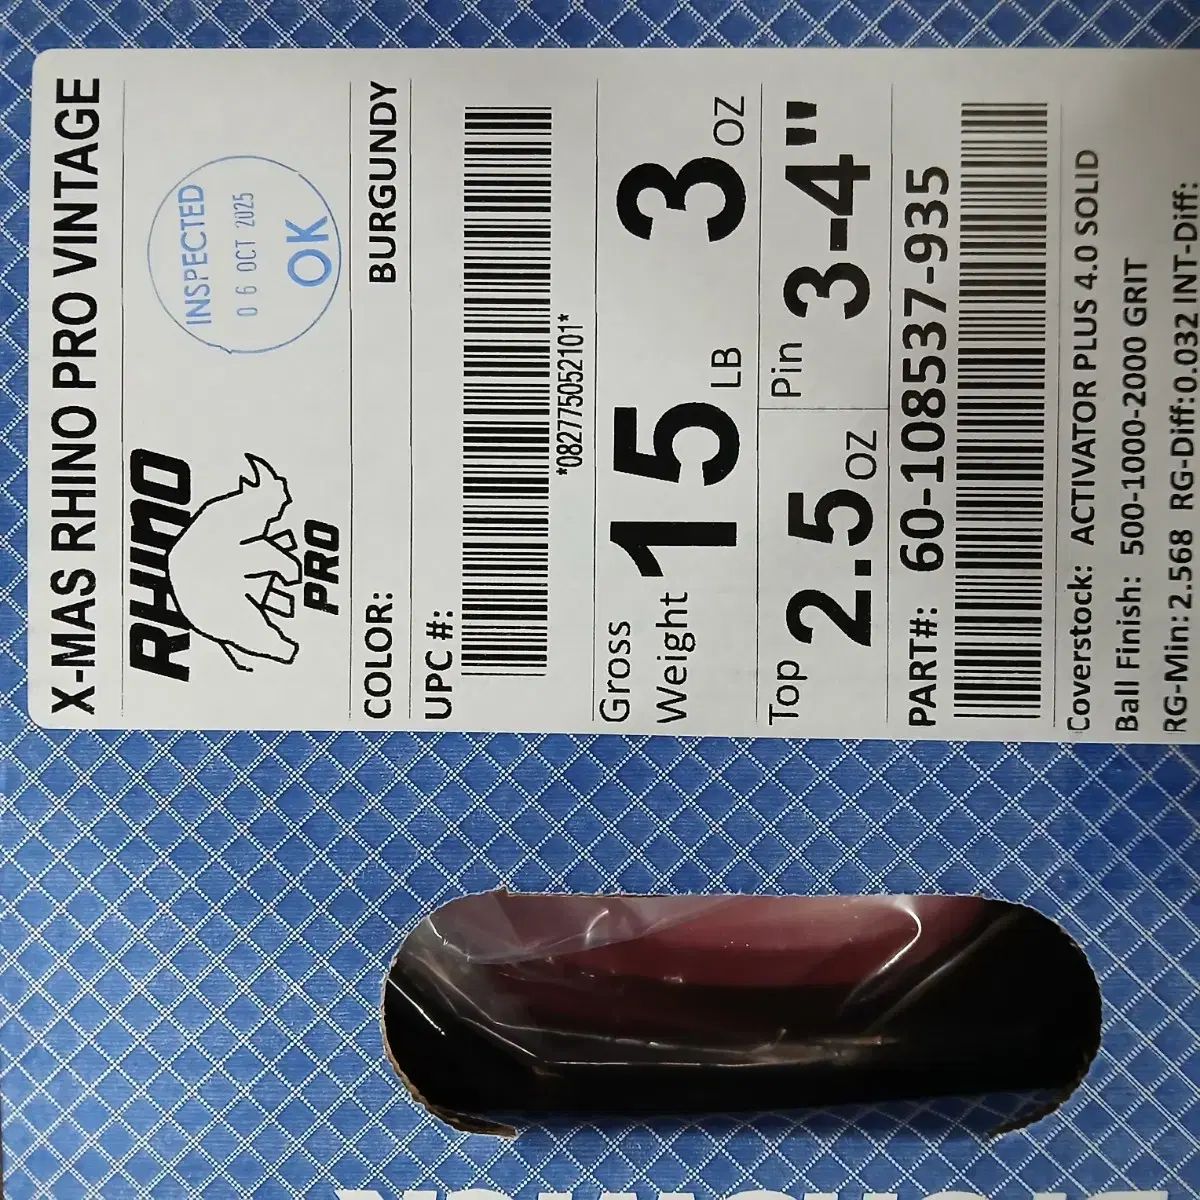 X-MAS RHINO PRO VINTAGE
RHINO
PRO
INSPECTED
06 OCT 2025
OK
COLOR: BURGUNDY
UPC #:
*082775052101*
Gross Weight 15 LB 3 OZ
Top 2.5 OZ Pin 3-4"
PART#: 60-108537-935
Coverstock: ACTIVATOR PLUS 4.0 SOLID
Ball Finish: 500-1000-2000 GRIT
RG-Min: 2.568 RG-Diff:0.032 INT-Diff: